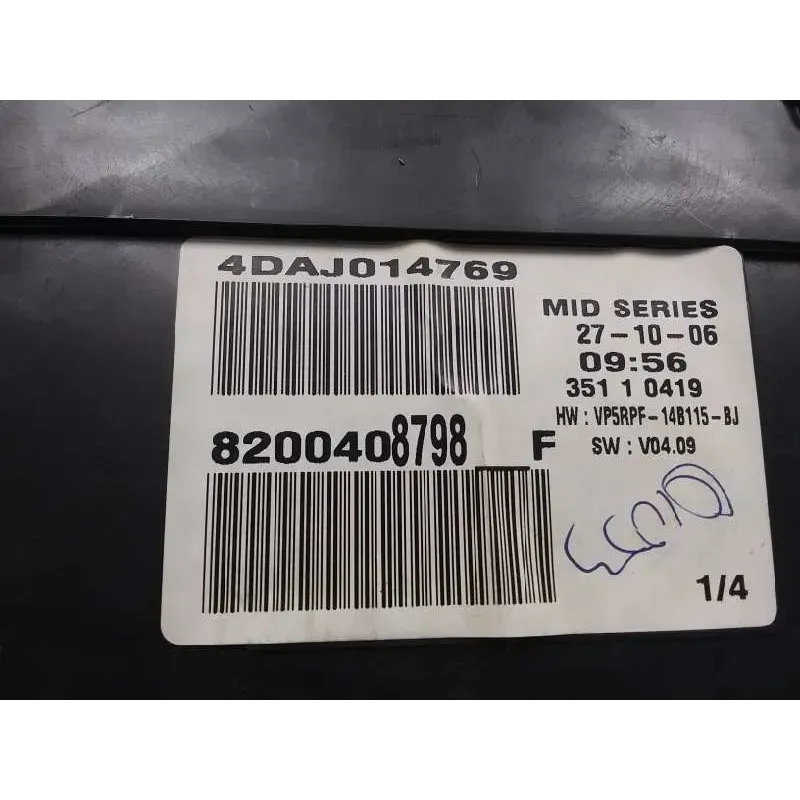 4DAJ014769
MID SERIES
27-10-06
09:56
351 1 0419
HW : VP5RPF-14B115-BJ
SW : V04.09
8200408798__F
1/4